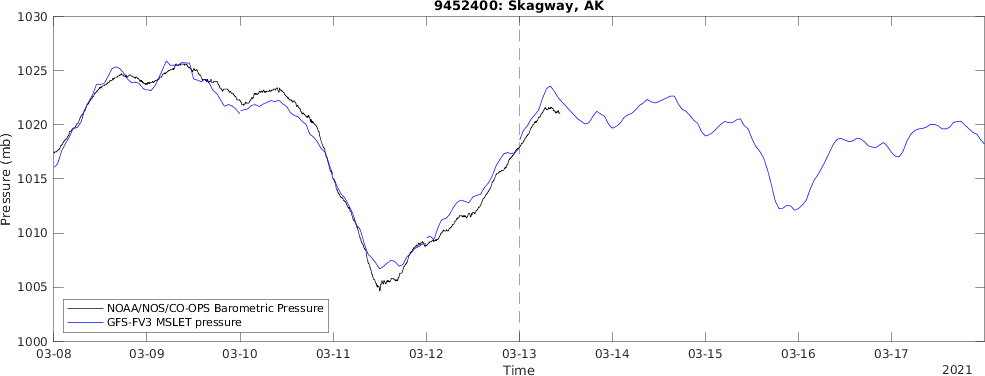 9452400: Skagway, AK
1030
1025
1020
1015
1010
1005
1000
Pressure (mb)
NOAA/NOS/CO-OPS Barometric Pressure
GFS-FV3 MSLET pressure
03-08 03-09 03-10 03-11 03-12 03-13 03-14 03-15 03-16 03-17
Time
2021